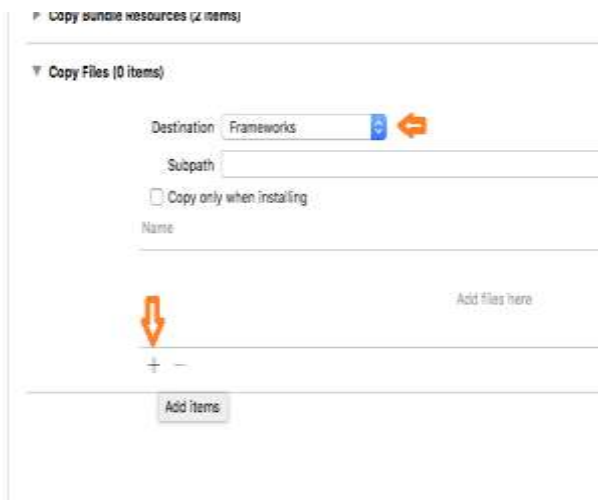 Copy Bundle Resources (2 items)
Copy Files (0 items)
Destination Frameworks
Subpath
Copy only when installing
Name
Add files here
+ −
Add items